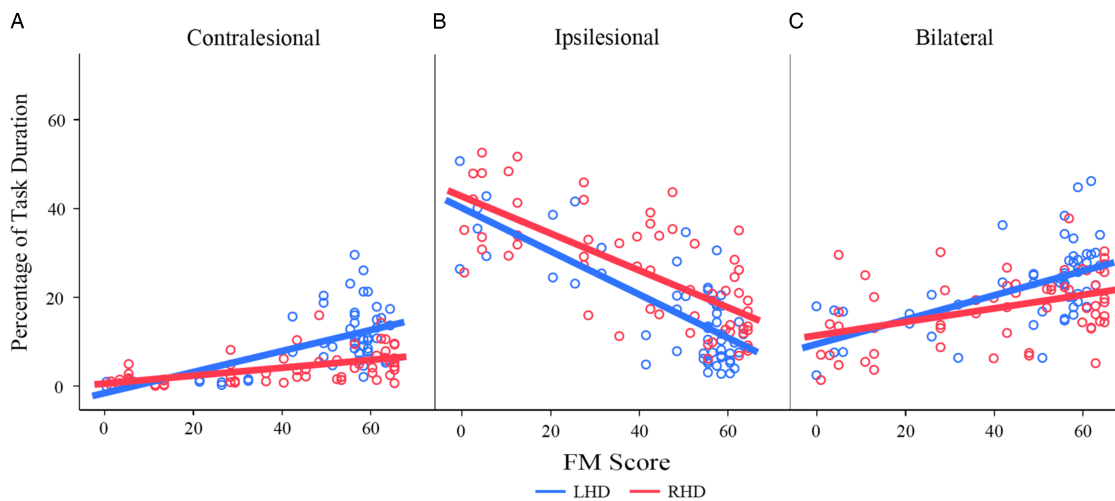 A B C
Contralesional Ipsilesional Bilateral
Percentage of Task Duration
60
40
20
0
0 20 40 60 0 20 40 60 0 20 40 60
FM Score
LHD RHD